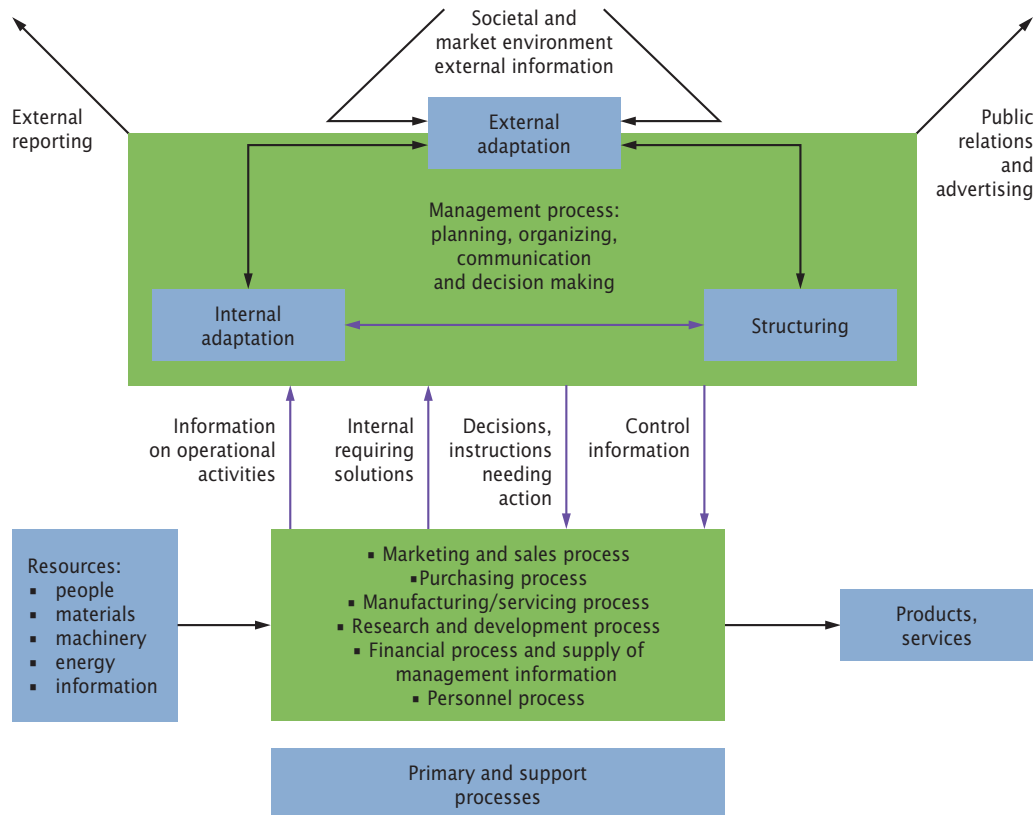 Societal and
market environment
external information
External
reporting
Public
relations
and
advertising
External
adaptation
Management process:
planning, organizing,
communication
and decision making
Internal
adaptation
Structuring
Information
on operational
activities
Internal
requiring
solutions
Decisions,
instructions
needing
action
Control
information
Resources:
▪ people
▪ materials
▪ machinery
▪ energy
▪ information
▪ Marketing and sales process
▪Purchasing process
▪ Manufacturing/servicing process
▪ Research and development process
▪ Financial process and supply of
management information
▪ Personnel process
Products,
services
Primary and support
processes